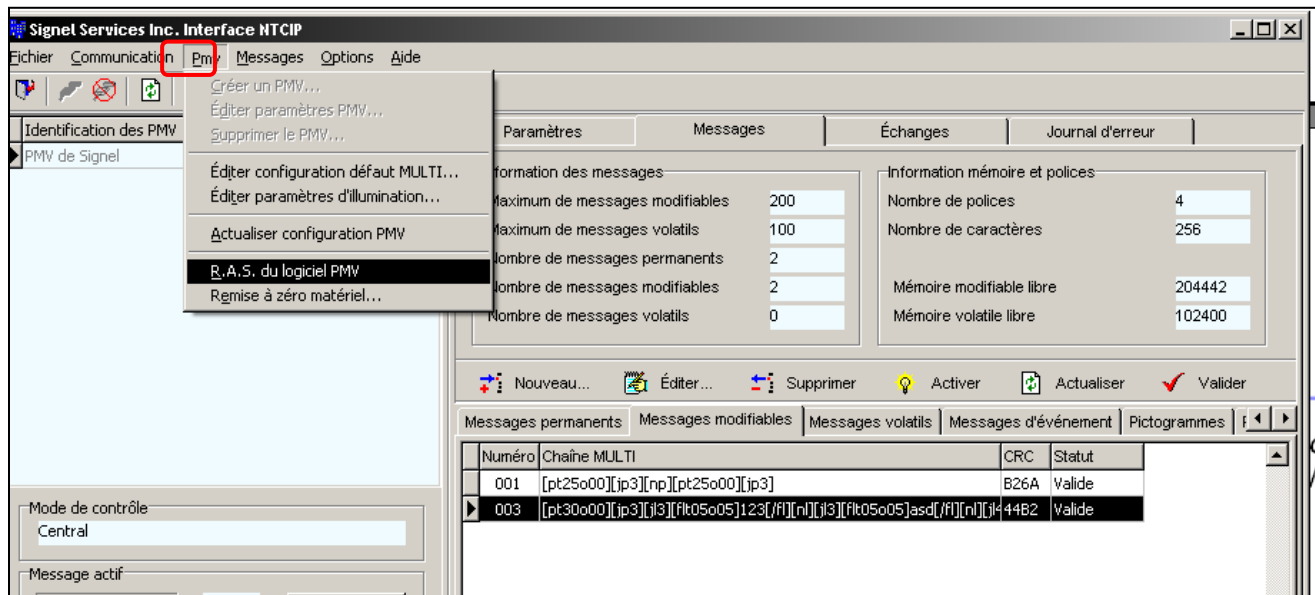 Signel Services Inc. Interface NTCIP
Fichier Communication Pmv Messages Options Aide
Créer un PMV...
Éditer paramètres PMV...
Supprimer le PMV...
Éditer configuration défaut MULTI...
Éditer paramètres d'illumination...
Actualiser configuration PMV
R.A.S. du logiciel PMV
Remise à zéro matériel...
Identification des PMV
PMV de Signel
Mode de contrôle
Central
Message actif
Paramètres Messages Échanges Journal d'erreur
formation des messages
Maximum de messages modifiables 200
Maximum de messages volatils 100
Nombre de messages permanents 2
Nombre de messages modifiables 2
Nombre de messages volatils 0
Information mémoire et polices
Nombre de polices 4
Nombre de caractères 256
Mémoire modifiable libre 204442
Mémoire volatile libre 102400
Nouveau... Éditer... Supprimer Activer Actualiser Valider
Messages permanents Messages modifiables Messages volatils Messages d'événement Pictogrammes
Numéro Chaîne MULTI CRC Statut
001 [pt25o00][jp3][np][pt25o00][jp3] B26A Valide
003 [pt30o00][jp3][jl3][flt05o05]123[/fl][nl][jl3][flt05o05]asd[/fl][nl][jl4 44B2 Valide